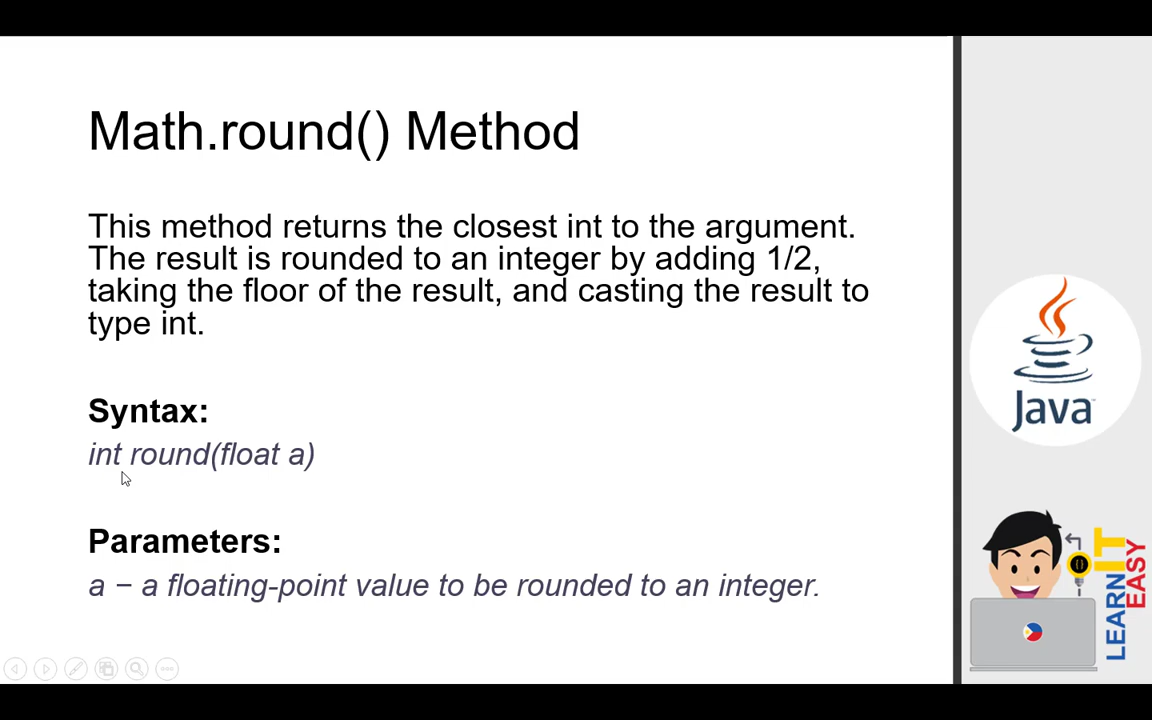 Math.round() Method
This method returns the closest int to the argument.
The result is rounded to an integer by adding 1/2,
taking the floor of the result, and casting the result to
type int.
Syntax:
int round(float a)
Parameters:
a − a floating-point value to be rounded to an integer.
Java™
LEARN IT
EASY